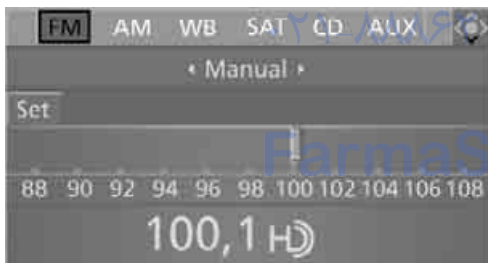 FM AM WB SAT CD AUX
◂ Manual ▸
Set
88 90 92 94 96 98 100 102 104 106 108
100,1 HD
FarmaS